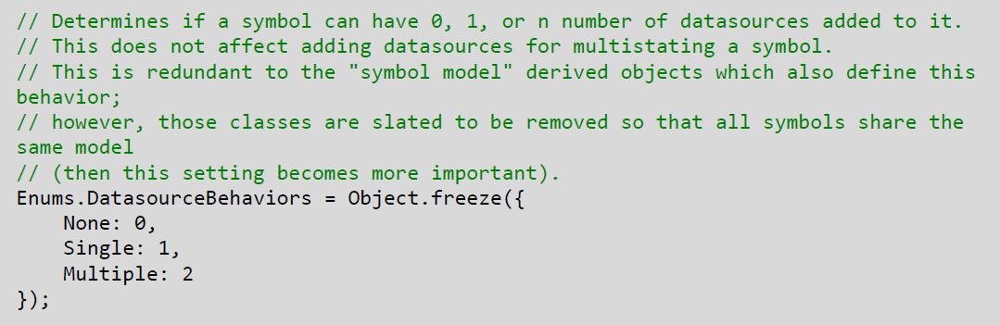 // Determines if a symbol can have 0, 1, or n number of datasources added to it.
// This does not affect adding datasources for multistating a symbol.
// This is redundant to the "symbol model" derived objects which also define this
behavior;
// however, those classes are slated to be removed so that all symbols share the
same model
// (then this setting becomes more important).
Enums.DatasourceBehaviors = Object.freeze({
    None: 0,
    Single: 1,
    Multiple: 2
});